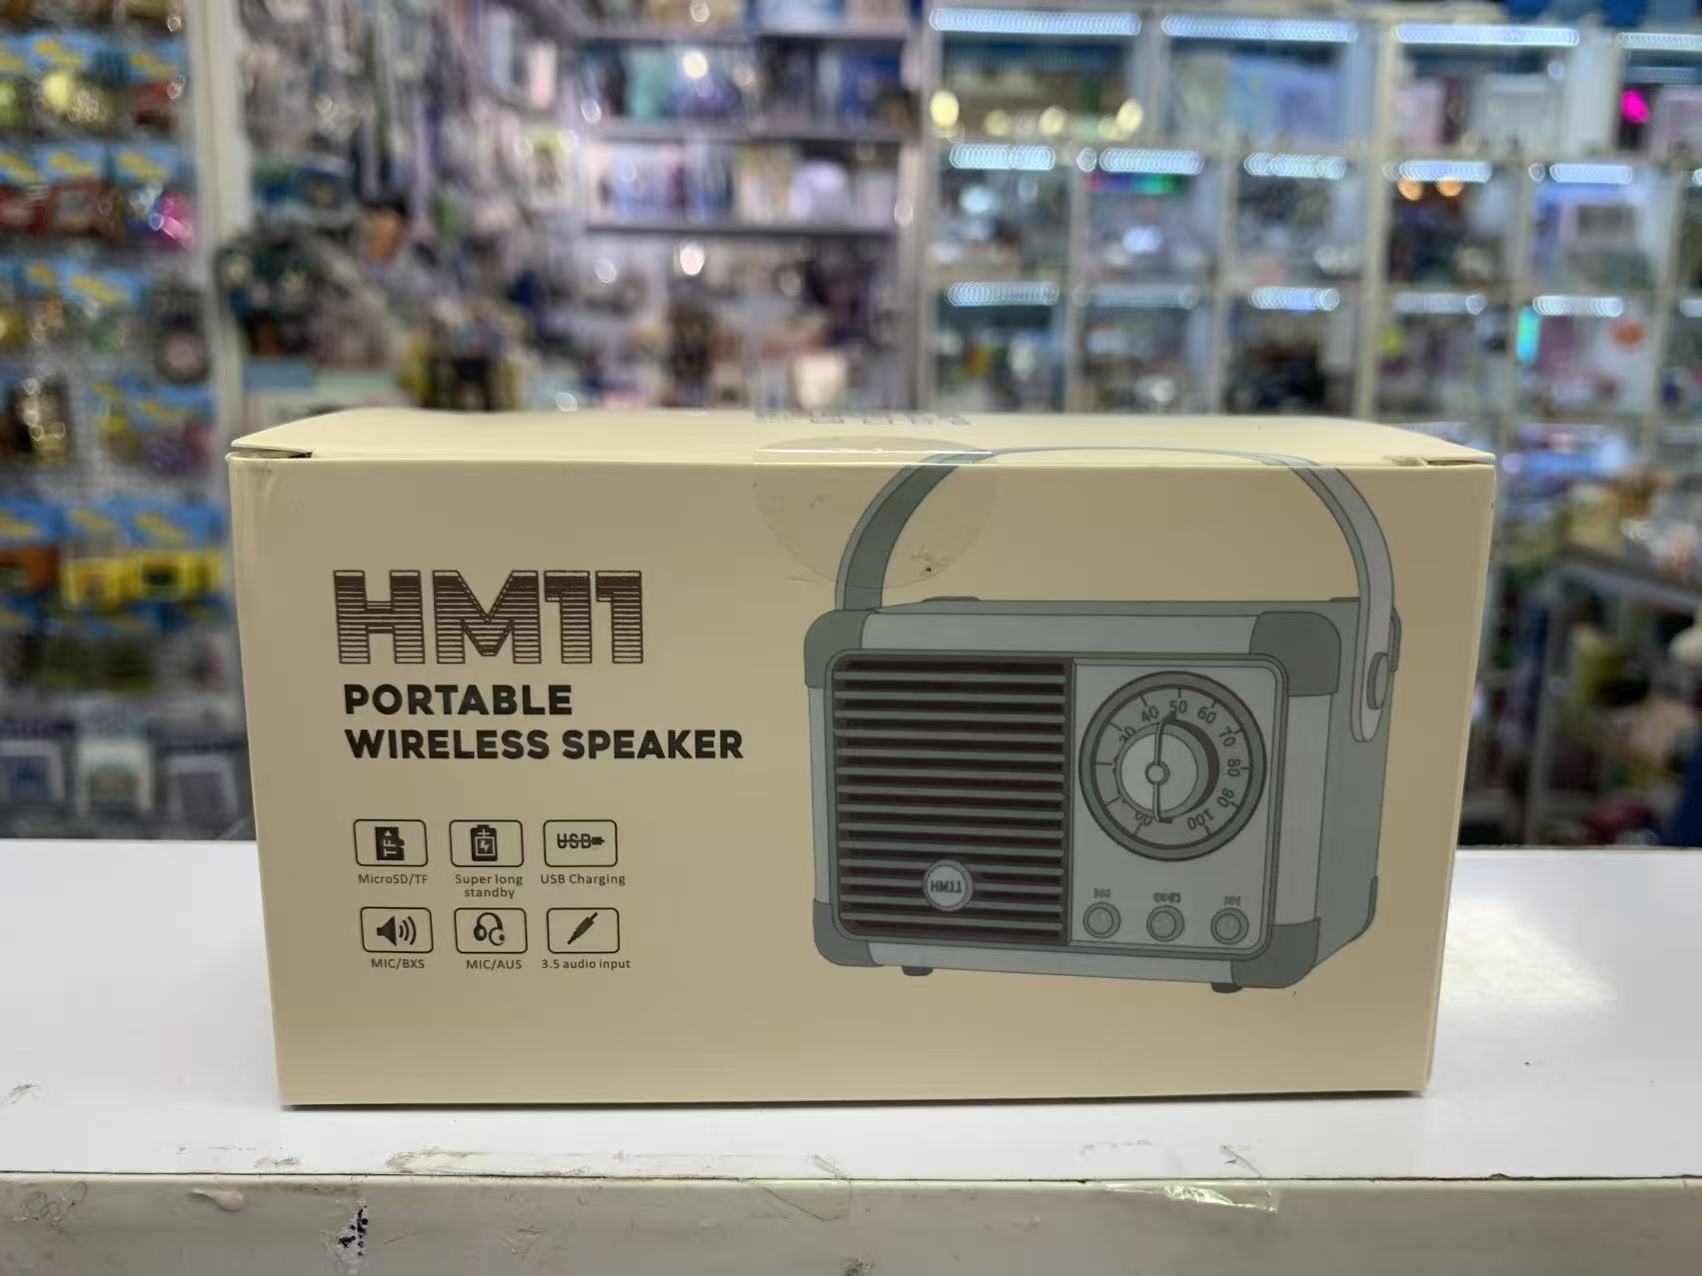 HM11
PORTABLE
WIRELESS SPEAKER
TF
USB
MicroSD/TF
Super long
standby
USB Charging
MIC/BXS
MIC/AUS
3.5 audio input
40 50 60
70
80
90
100
HM11